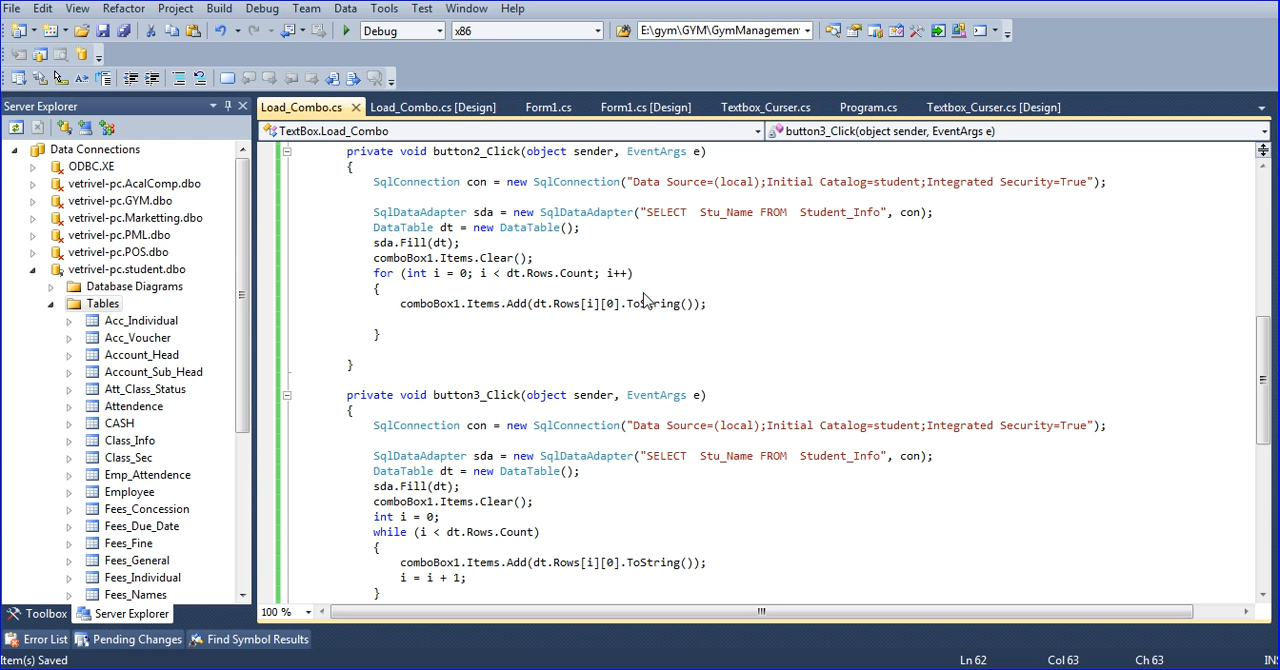 File Edit View Refactor Project Build Debug Team Data Tools Test Window Help
Debug x86 E:\gym\GYM\GymManagement
Server Explorer
Load_Combo.cs Load_Combo.cs [Design] Form1.cs Form1.cs [Design] Textbox_Curser.cs Program.cs Textbox_Curser.cs [Design]
TextBox.Load_Combo button3_Click(object sender, EventArgs e)
Data Connections
ODBC.XE
vetrivel-pc.AcalComp.dbo
vetrivel-pc.GYM.dbo
vetrivel-pc.Marketting.dbo
vetrivel-pc.PML.dbo
vetrivel-pc.POS.dbo
vetrivel-pc.student.dbo
Database Diagrams
Tables
Acc_Individual
Acc_Voucher
Account_Head
Account_Sub_Head
Att_Class_Status
Attendence
CASH
Class_Info
Class_Sec
Emp_Attendence
Employee
Fees_Concession
Fees_Due_Date
Fees_Fine
Fees_General
Fees_Individual
Fees_Names
private void button2_Click(object sender, EventArgs e)
{
SqlConnection con = new SqlConnection("Data Source=(local);Initial Catalog=student;Integrated Security=True");
SqlDataAdapter sda = new SqlDataAdapter("SELECT  Stu_Name FROM  Student_Info", con);
DataTable dt = new DataTable();
sda.Fill(dt);
comboBox1.Items.Clear();
for (int i = 0; i < dt.Rows.Count; i++)
{
comboBox1.Items.Add(dt.Rows[i][0].ToString());
}
}
private void button3_Click(object sender, EventArgs e)
{
SqlConnection con = new SqlConnection("Data Source=(local);Initial Catalog=student;Integrated Security=True");
SqlDataAdapter sda = new SqlDataAdapter("SELECT  Stu_Name FROM  Student_Info", con);
DataTable dt = new DataTable();
sda.Fill(dt);
comboBox1.Items.Clear();
int i = 0;
while (i < dt.Rows.Count)
{
comboBox1.Items.Add(dt.Rows[i][0].ToString());
i = i + 1;
}
100 %
Toolbox Server Explorer
Error List Pending Changes Find Symbol Results
Item(s) Saved Ln 62 Col 63 Ch 63 IN